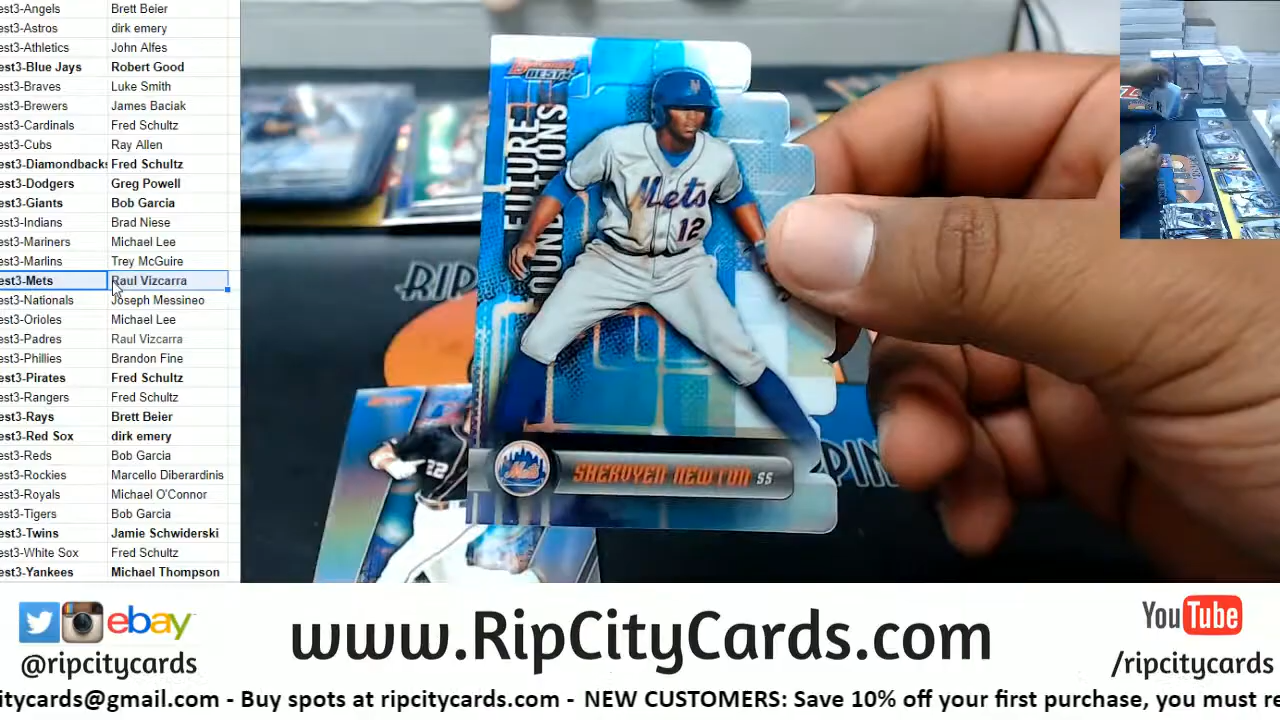 est3-Angels Brett Beier
est3-Astros dirk emery
est3-Athletics John Alfes
est3-Blue Jays Robert Good
est3-Braves Luke Smith
est3-Brewers James Baciak
est3-Cardinals Fred Schultz
est3-Cubs Ray Allen
est3-Diamondbacks Fred Schultz
est3-Dodgers Greg Powell
est3-Giants Bob Garcia
est3-Indians Brad Niese
est3-Mariners Michael Lee
est3-Marlins Trey McGuire
est3-Mets Raul Vizcarra
est3-Nationals Joseph Messineo
est3-Orioles Michael Lee
est3-Padres Raul Vizcarra
est3-Phillies Brandon Fine
est3-Pirates Fred Schultz
est3-Rangers Fred Schultz
est3-Rays Brett Beier
est3-Red Sox dirk emery
est3-Reds Bob Garcia
est3-Rockies Marcello Diberardinis
est3-Royals Michael O'Connor
est3-Tigers Bob Garcia
est3-Twins Jamie Schwiderski
est3-White Sox Fred Schultz
est3-Yankees Michael Thompson
BEST
FUTURE
Mets
12
Mets
SHERVYEN NEWTON SS
RIP
22
ebay
@ripcitycards
www.RipCityCards.com
YouTube
/ripcitycards
citycards@gmail.com - Buy spots at ripcitycards.com - NEW CUSTOMERS: Save 10% off your first purchase, you must re